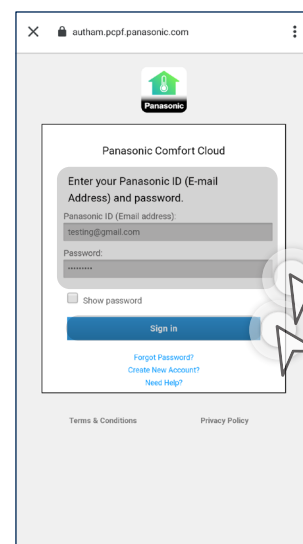 autham.pcpf.panasonic.com
Panasonic
Panasonic Comfort Cloud
Enter your Panasonic ID (E-mail
Address) and password.
Panasonic ID (Email address):
testing@gmail.com
Password:
•••••••••
Show password
Sign in
Forgot Password?
Create New Account?
Need Help?
Terms & Conditions Privacy Policy